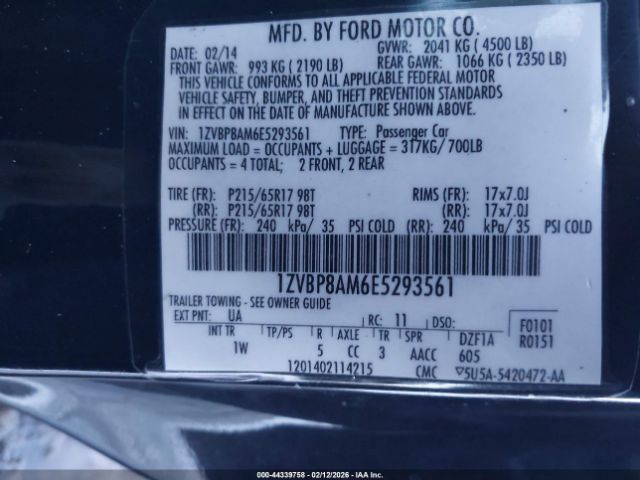 MFD. BY FORD MOTOR CO.
DATE: 02/14 GVWR: 2041 KG ( 4500 LB)
FRONT GAWR: 993 KG ( 2190 LB) REAR GAWR: 1066 KG ( 2350 LB)
THIS VEHICLE CONFORMS TO ALL APPLICABLE FEDERAL MOTOR
VEHICLE SAFETY, BUMPER, AND THEFT PREVENTION STANDARDS
IN EFFECT ON THE DATE OF MANUFACTURE SHOWN ABOVE.
VIN: 1ZVBP8AM6E5293561 TYPE: Passenger Car
MAXIMUM LOAD = OCCUPANTS + LUGGAGE = 317KG/ 700LB
OCCUPANTS = 4 TOTAL; 2 FRONT, 2 REAR
TIRE (FR): P215/65R17 98T RIMS (FR): 17x7.0J
(RR): P215/65R17 98T (RR): 17x7.0J
PRESSURE (FR): 240 kPa/ 35 PSI COLD (RR): 240 kPa/ 35 PSI COLD
1ZVBP8AM6E5293561
TRAILER TOWING - SEE OWNER GUIDE
EXT PNT: UA RC: 11 DSO: F0101
INT TR TP/PS R AXLE TR SPR DZF1A R0151
1W 5 CC 3 AACC 605
1201402114215 CMC ▽5U5A-5420472-AA
000-44339758 - 02/12/2026 - IAAI, Inc.